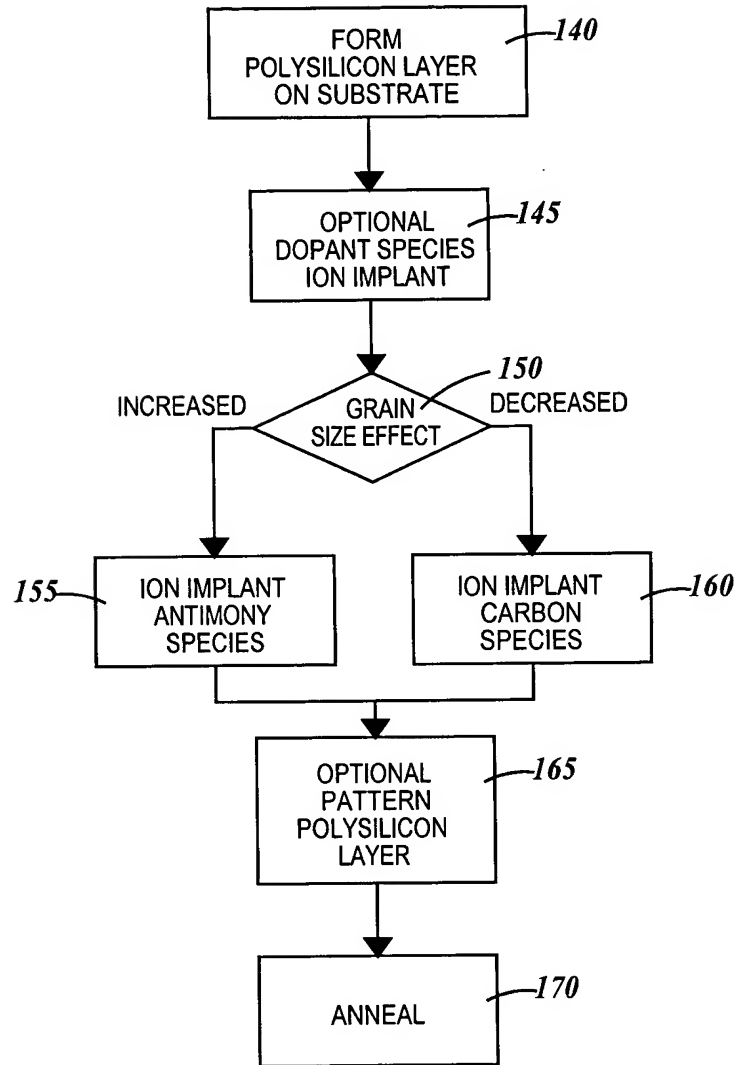 FORM
POLYSILICON LAYER
ON SUBSTRATE
140
OPTIONAL
DOPANT SPECIES
ION IMPLANT
145
150
INCREASED
GRAIN
SIZE EFFECT
DECREASED
155
ION IMPLANT
ANTIMONY
SPECIES
ION IMPLANT
CARBON
SPECIES
160
OPTIONAL
PATTERN
POLYSILICON
LAYER
165
ANNEAL
170